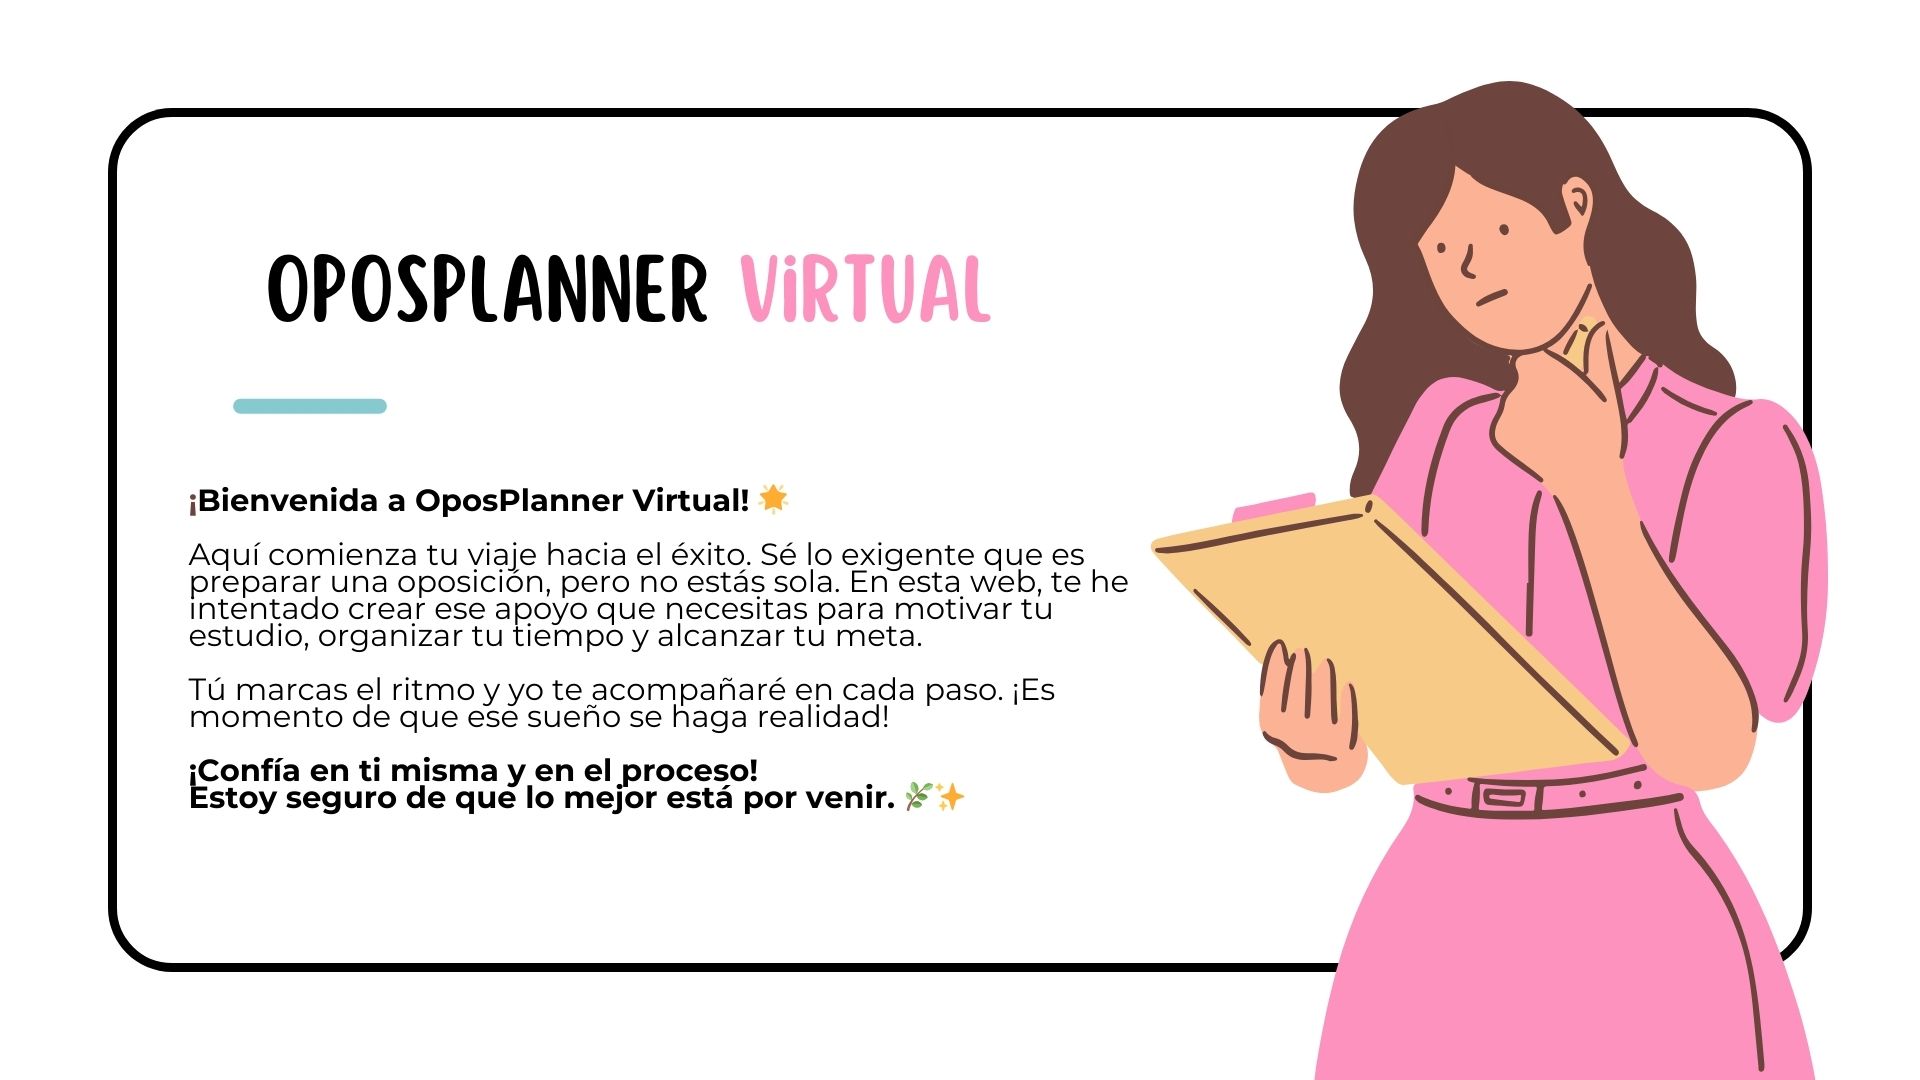 OPOSPLANNER ViRTUAL
¡Bienvenida a OposPlanner Virtual! 🌟
Aquí comienza tu viaje hacia el éxito. Sé lo exigente que es
preparar una oposición, pero no estás sola. En esta web, te he
intentado crear ese apoyo que necesitas para motivar tu
estudio, organizar tu tiempo y alcanzar tu meta.
Tú marcas el ritmo y yo te acompañaré en cada paso. ¡Es
momento de que ese sueño se haga realidad!
¡Confía en ti misma y en el proceso!
Estoy seguro de que lo mejor está por venir. 🌿✨